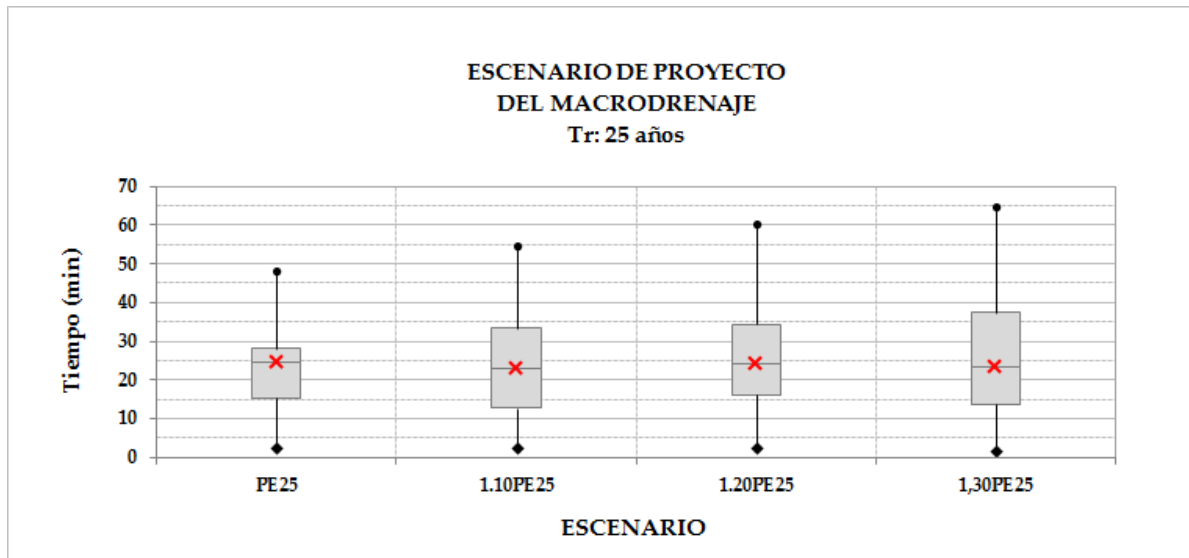 ESCENARIO DE PROYECTO
DEL MACRODRENAJE
Tr: 25 años
Tiempo (min)
70
60
50
40
30
20
10
0
PE25 1.10PE25 1.20PE25 1,30PE25
ESCENARIO